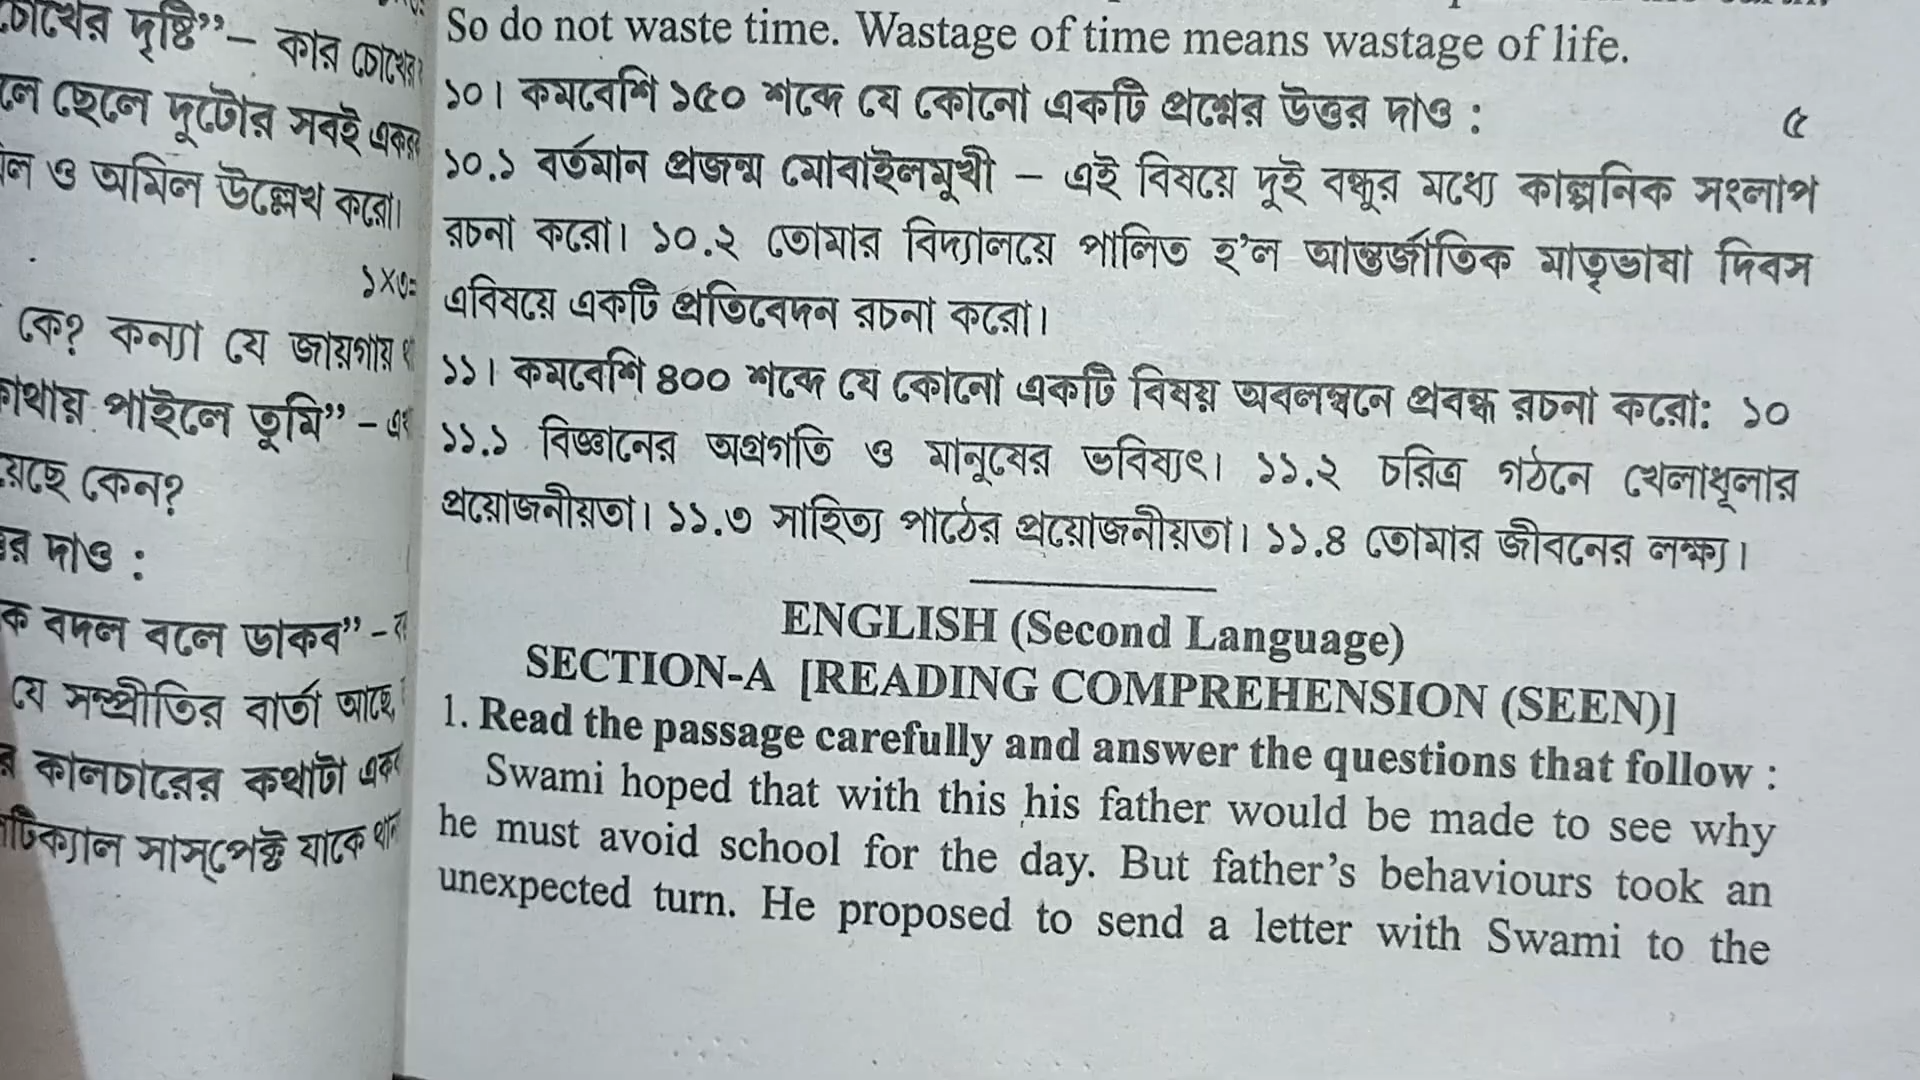 চোখের দৃষ্টি”– কার চোখের
ছেলে দুটোর সবই
ও অমিল উল্লেখ করো।
১×৩=
কে? কন্যা যে জায়গায়
পাইলে তুমি” –
কেন?
দাও :
বদল বলে ডাকব” –
যে সম্প্রীতির বার্তা আছে,
কালচারের কথাটা
সাস্‌পেক্ট যাকে
So do not waste time. Wastage of time means wastage of life.
১০। কমবেশি ১৫০ শব্দে যে কোনো একটি প্রশ্নের উত্তর দাও : ৫
১০.১ বর্তমান প্রজন্ম মোবাইলমুখী – এই বিষয়ে দুই বন্ধুর মধ্যে কাল্পনিক সংলাপ
রচনা করো। ১০.২ তোমার বিদ্যালয়ে পালিত হ’ল আন্তর্জাতিক মাতৃভাষা দিবস
এবিষয়ে একটি প্রতিবেদন রচনা করো।
১১। কমবেশি ৪০০ শব্দে যে কোনো একটি বিষয় অবলম্বনে প্রবন্ধ রচনা করো: ১০
১১.১ বিজ্ঞানের অগ্রগতি ও মানুষের ভবিষ্যৎ। ১১.২ চরিত্র গঠনে খেলাধূলার
প্রয়োজনীয়তা। ১১.৩ সাহিত্য পাঠের প্রয়োজনীয়তা। ১১.৪ তোমার জীবনের লক্ষ্য।
ENGLISH (Second Language)
SECTION-A [READING COMPREHENSION (SEEN)]
1. Read the passage carefully and answer the questions that follow :
Swami hoped that with this his father would be made to see why
he must avoid school for the day. But father’s behaviours took an
unexpected turn. He proposed to send a letter with Swami to the